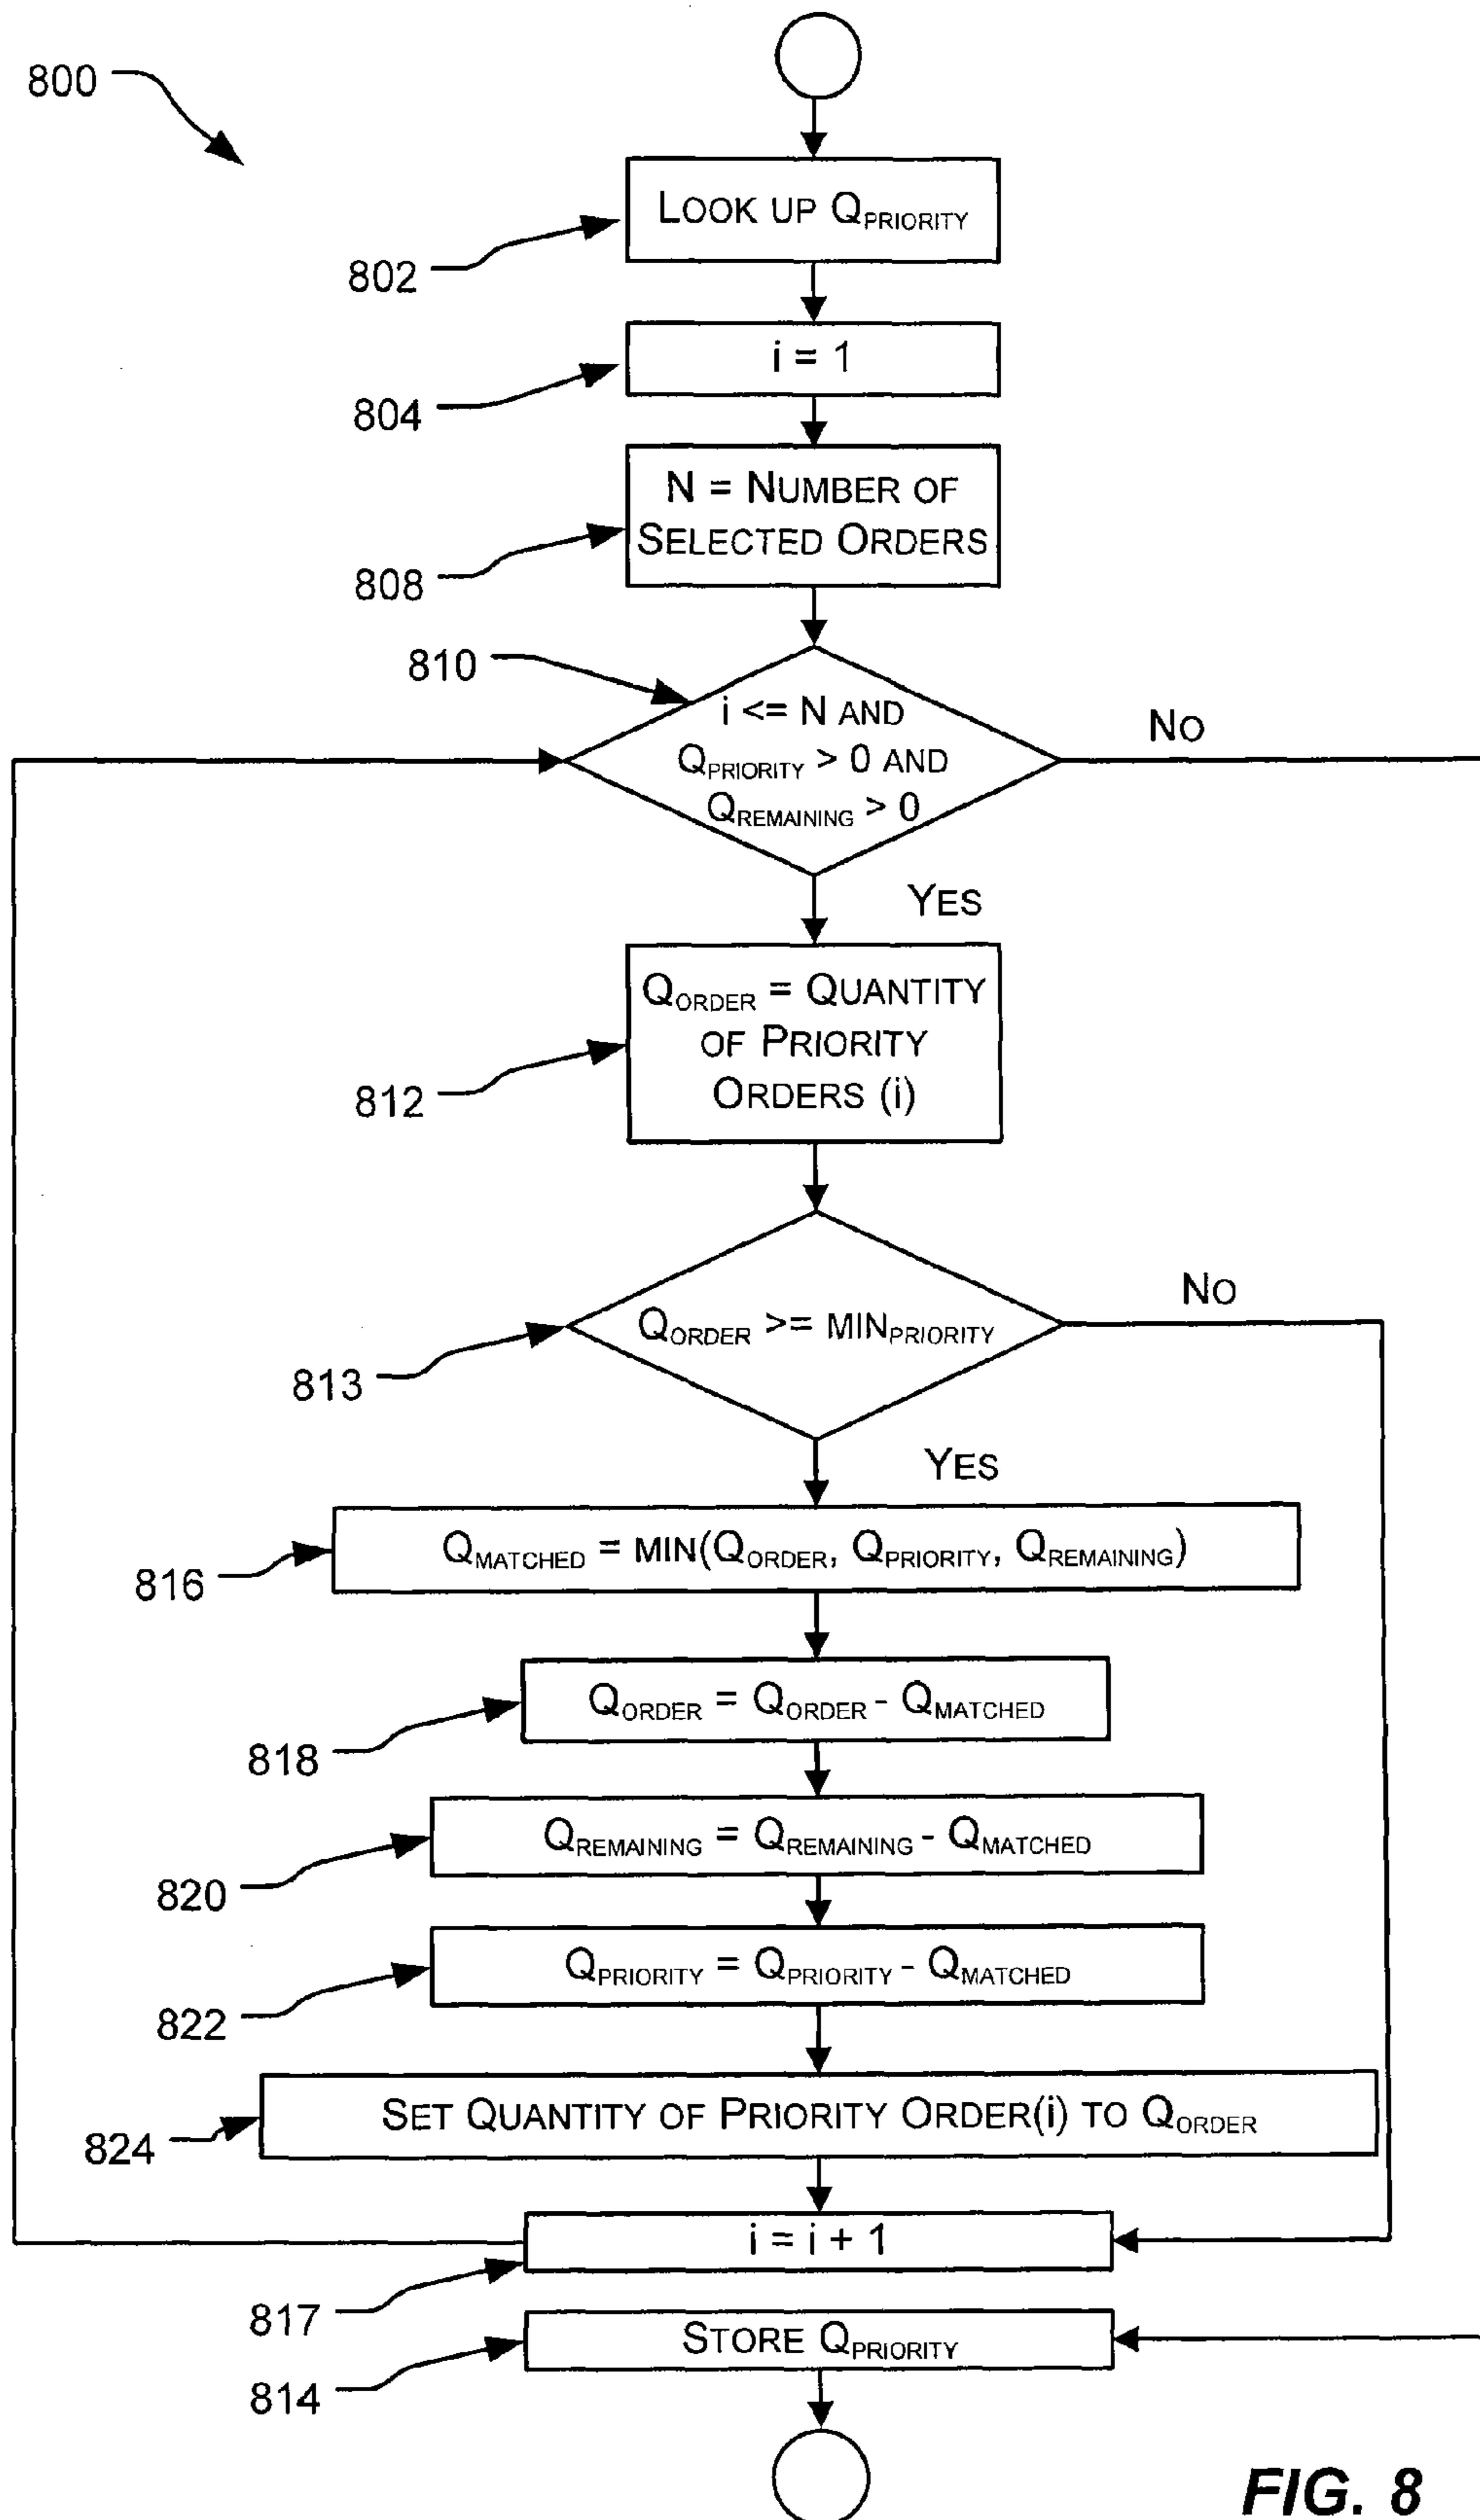 800
LOOK UP QPRIORITY
802
i = 1
804
N = NUMBER OF
SELECTED ORDERS
808
810
i <= N AND
QPRIORITY > 0 AND
QREMAINING > 0
NO
YES
QORDER = QUANTITY
OF PRIORITY
ORDERS (i)
812
QORDER >= MINPRIORITY
NO
813
YES
QMATCHED = MIN(QORDER, QPRIORITY, QREMAINING)
816
QORDER = QORDER - QMATCHED
818
QREMAINING = QREMAINING - QMATCHED
820
QPRIORITY = QPRIORITY - QMATCHED
822
SET QUANTITY OF PRIORITY ORDER(i) TO QORDER
824
i = i + 1
817
STORE QPRIORITY
814
FIG. 8